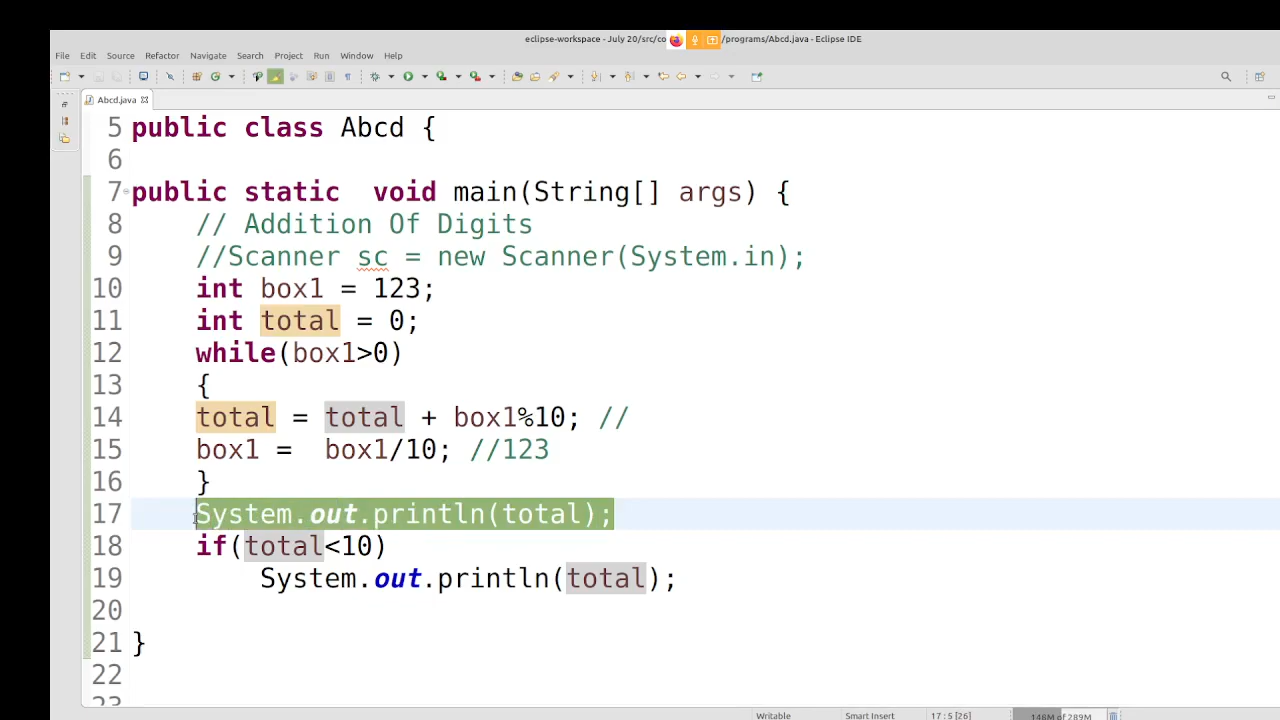 eclipse-workspace - July 20/src/co /programs/Abcd.java - Eclipse IDE
File Edit Source Refactor Navigate Search Project Run Window Help
Abcd.java
5 public class Abcd {
6
7 public static  void main(String[] args) {
8 // Addition Of Digits
9 //Scanner sc = new Scanner(System.in);
10 int box1 = 123;
11 int total = 0;
12 while(box1>0)
13 {
14 total = total + box1%10; //
15 box1 =  box1/10; //123
16 }
17 System.out.println(total);
18 if(total<10)
19 System.out.println(total);
20
21 }
22
23
Writable Smart Insert 17 : 5 [26] 146M of 289M